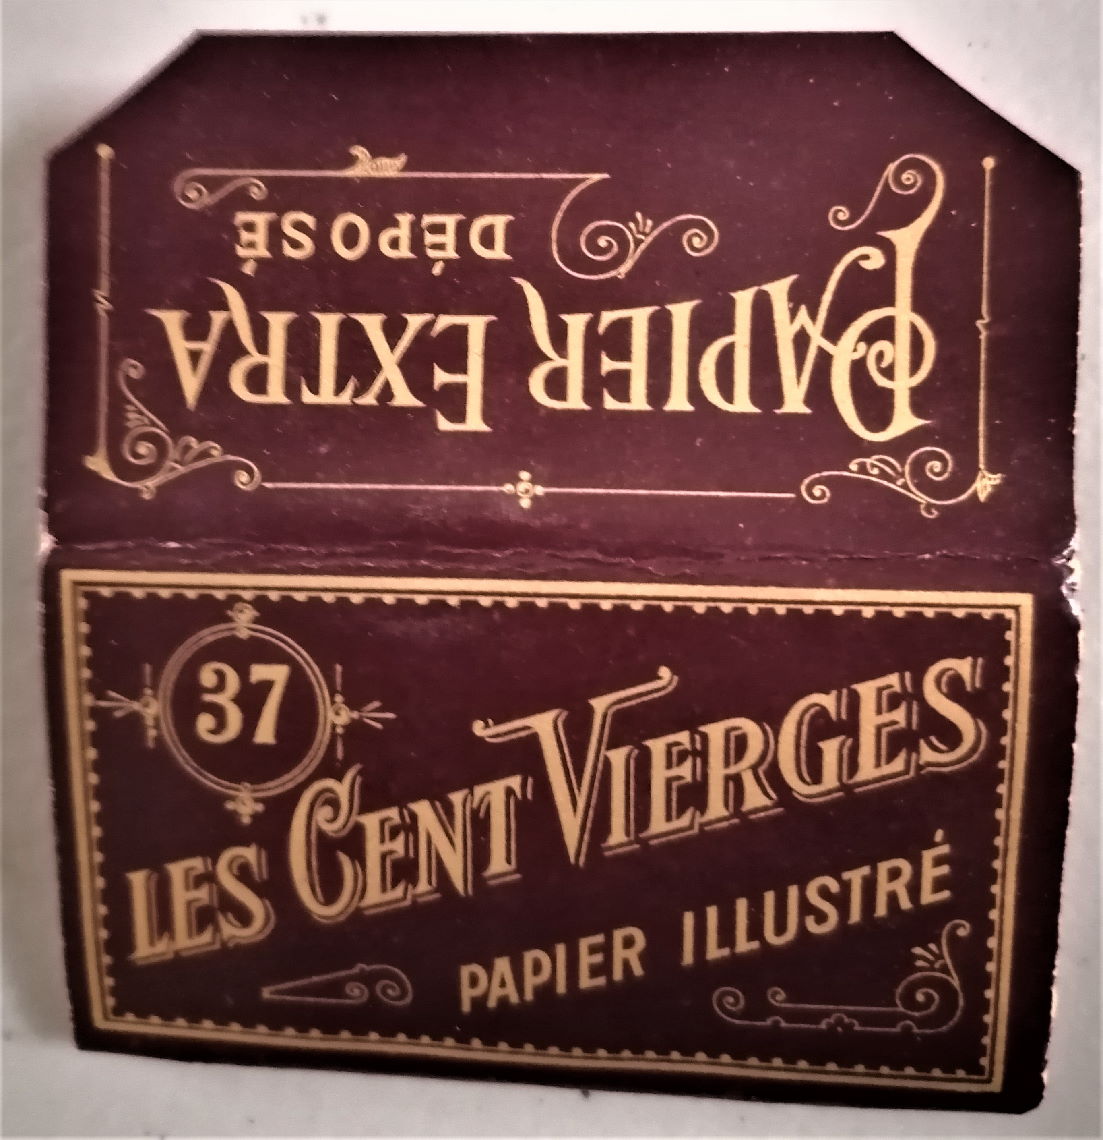 PAPIER EXTRA
DÉPOSÉ
37
LES CENT VIERGES
PAPIER ILLUSTRÉ